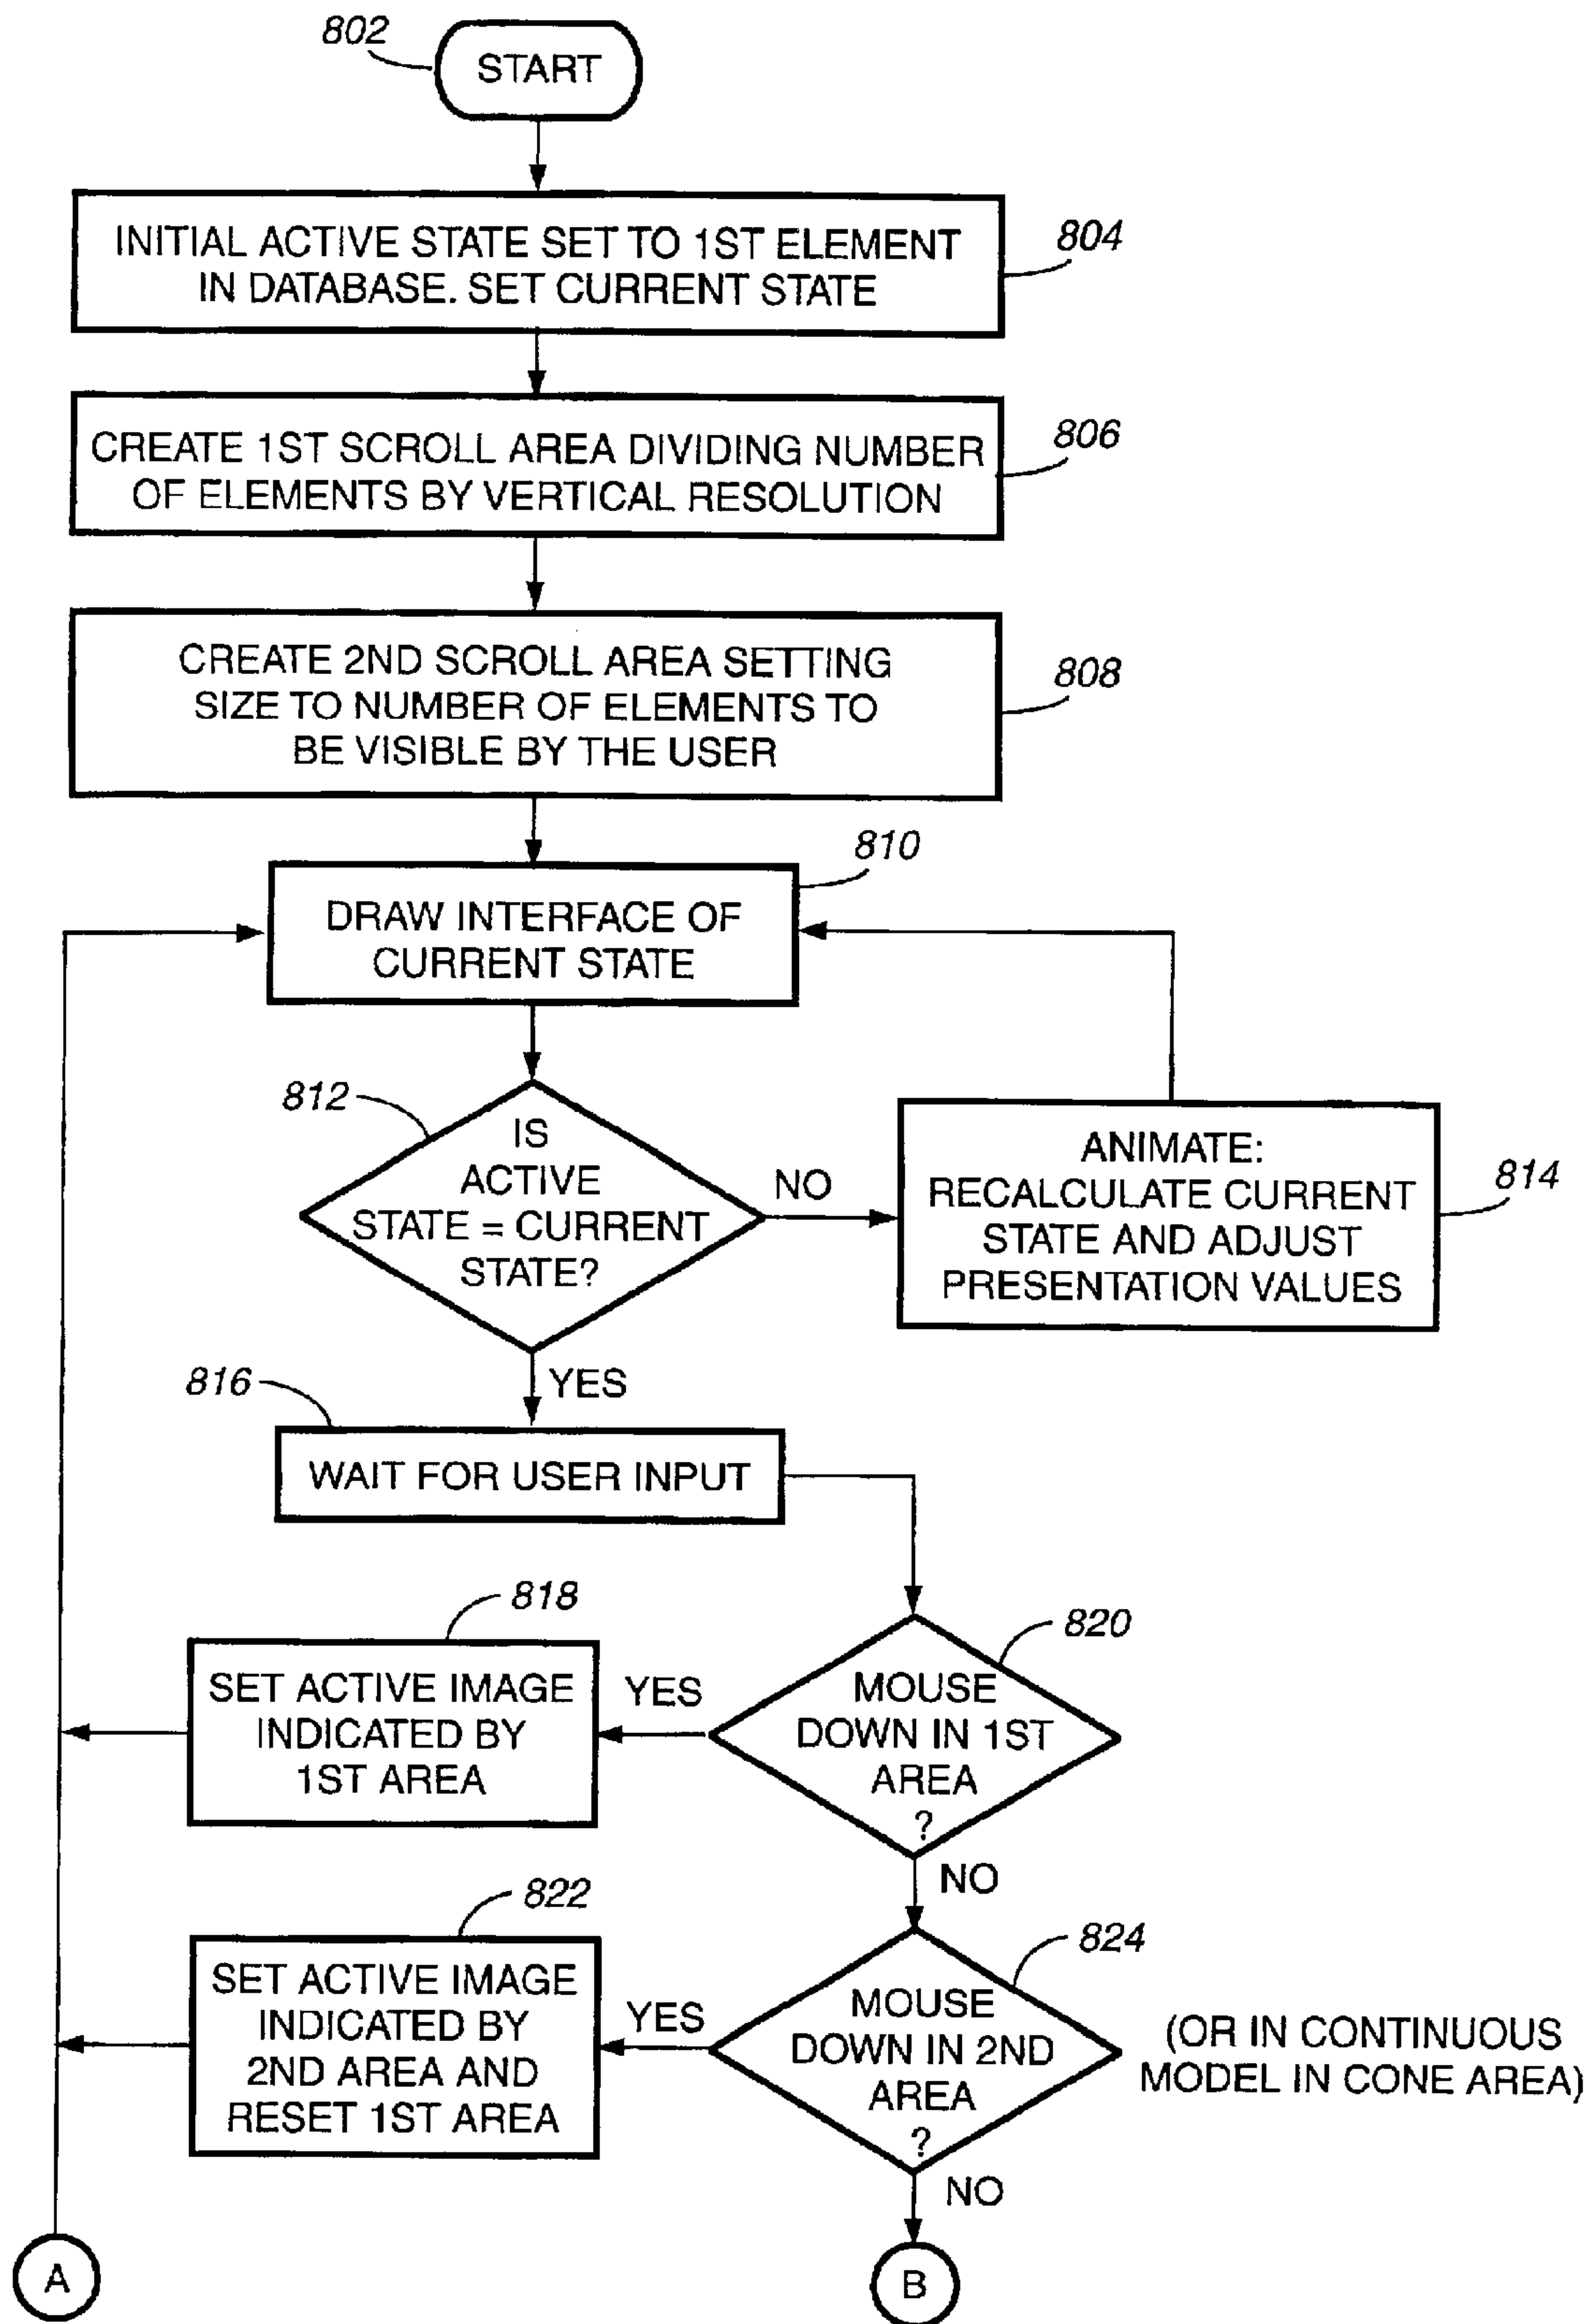 802
START
INITIAL ACTIVE STATE SET TO 1ST ELEMENT
IN DATABASE. SET CURRENT STATE
804
CREATE 1ST SCROLL AREA DIVIDING NUMBER
OF ELEMENTS BY VERTICAL RESOLUTION
806
CREATE 2ND SCROLL AREA SETTING
SIZE TO NUMBER OF ELEMENTS TO
BE VISIBLE BY THE USER
808
810
DRAW INTERFACE OF
CURRENT STATE
812
IS
ACTIVE
STATE = CURRENT
STATE?
NO
ANIMATE:
RECALCULATE CURRENT
STATE AND ADJUST
PRESENTATION VALUES
814
YES
816
WAIT FOR USER INPUT
818
SET ACTIVE IMAGE
INDICATED BY
1ST AREA
YES
820
MOUSE
DOWN IN 1ST
AREA
?
NO
822
SET ACTIVE IMAGE
INDICATED BY
2ND AREA AND
RESET 1ST AREA
YES
824
MOUSE
DOWN IN 2ND
AREA
?
(OR IN CONTINUOUS
MODEL IN CONE AREA)
NO
A
B